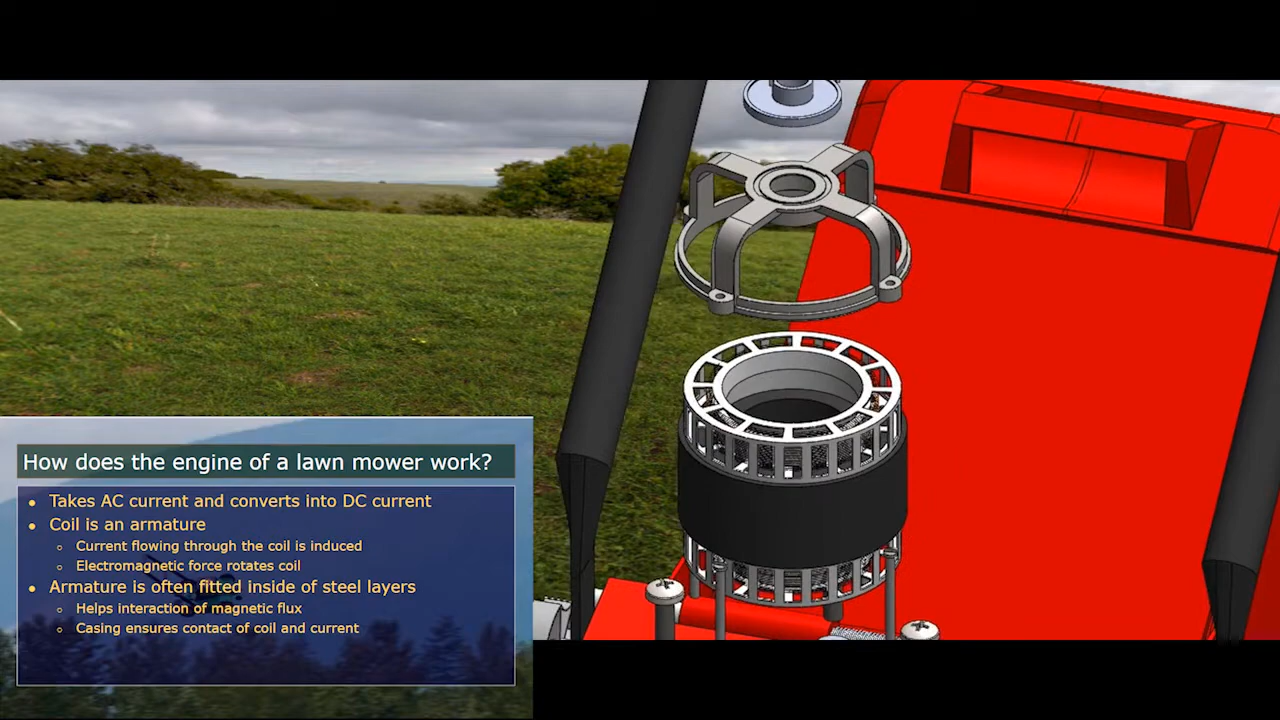 How does the engine of a lawn mower work?
Takes AC current and converts into DC current
Coil is an armature
Current flowing through the coil is induced
Electromagnetic force rotates coil
Armature is often fitted inside of steel layers
Helps interaction of magnetic flux
Casing ensures contact of coil and current